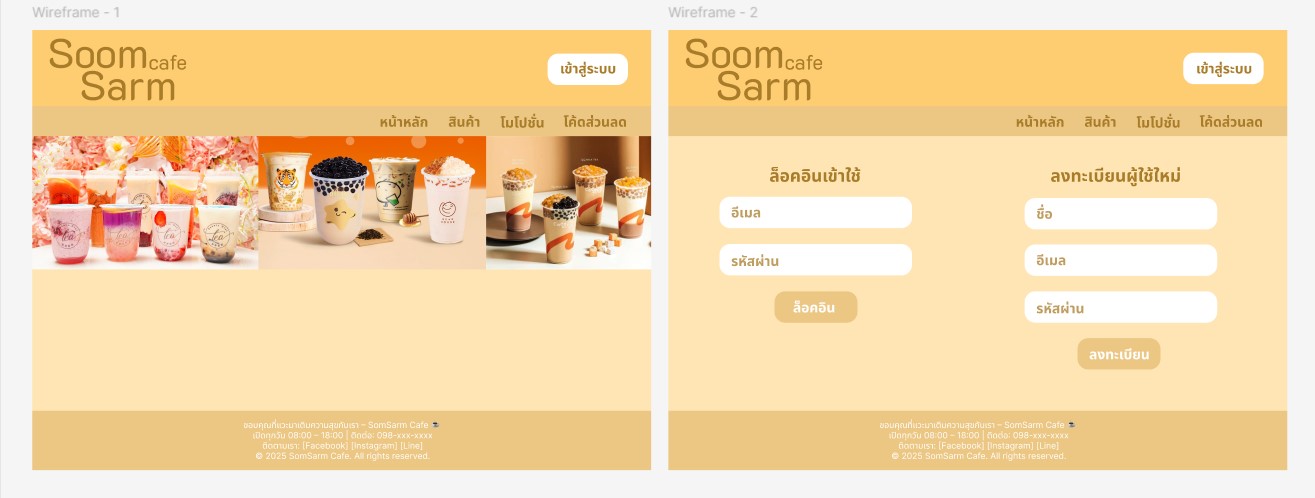 Wireframe - 1
Soom cafe
Sarm
เข้าสู่ระบบ
หน้าหลัก สินค้า โมโปชั่น โค้ดส่วนลด
ขอบคุณที่แวะมาเติมความสุขกับเรา – SomSarm Cafe ☕
เปิดทุกวัน 08:00 – 18:00 | ติดต่อ: 098-xxx-xxxx
ติดตามเรา: [Facebook] [Instagram] [Line]
© 2025 SomSarm Cafe. All rights reserved.
Wireframe - 2
Soom cafe
Sarm
เข้าสู่ระบบ
หน้าหลัก สินค้า โมโปชั่น โค้ดส่วนลด
ล็อคอินเข้าใช้
อีเมล
รหัสผ่าน
ล็อคอิน
ลงทะเบียนผู้ใช้ใหม่
ชื่อ
อีเมล
รหัสผ่าน
ลงทะเบียน
ขอบคุณที่แวะมาเติมความสุขกับเรา – SomSarm Cafe ☕
เปิดทุกวัน 08:00 – 18:00 | ติดต่อ: 098-xxx-xxxx
ติดตามเรา: [Facebook] [Instagram] [Line]
© 2025 SomSarm Cafe. All rights reserved.